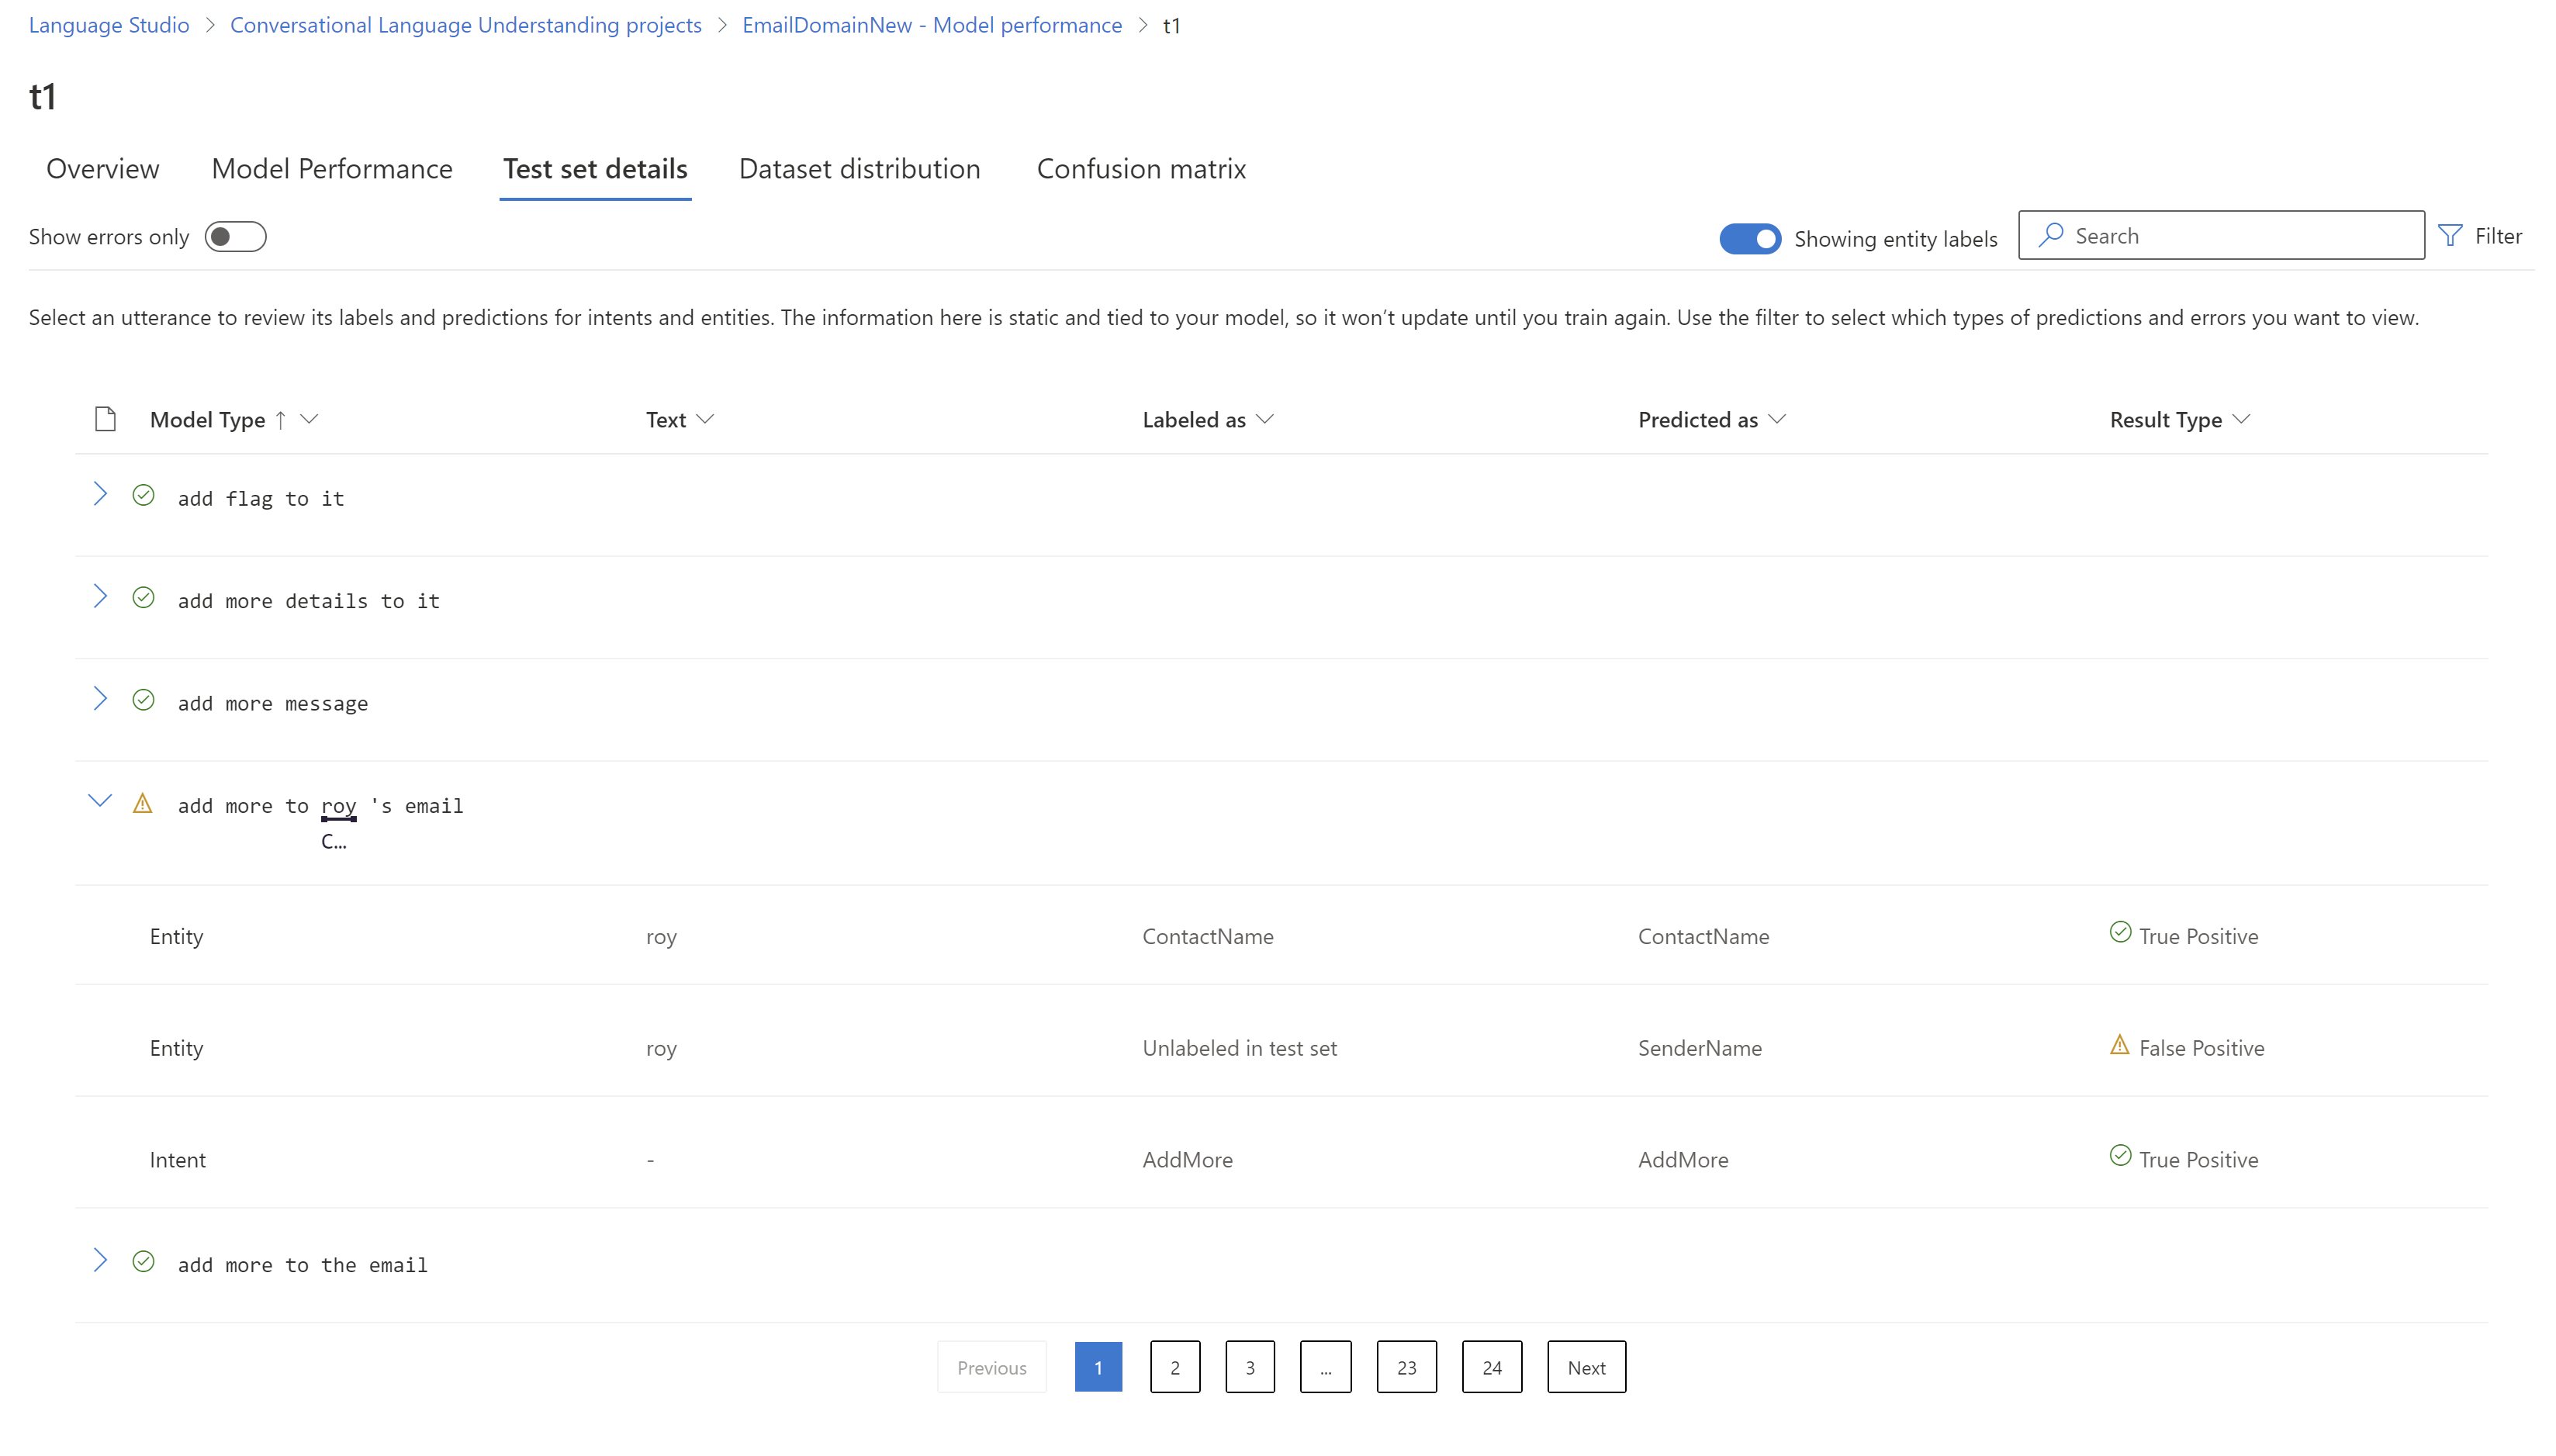 Language Studio > Conversational Language Understanding projects > EmailDomainNew - Model performance > t1
t1
Overview Model Performance Test set details Dataset distribution Confusion matrix
Show errors only Showing entity labels Search Filter
Select an utterance to review its labels and predictions for intents and entities. The information here is static and tied to your model, so it won’t update until you train again. Use the filter to select which types of predictions and errors you want to view.
Model Type ↑ Text Labeled as Predicted as Result Type
add flag to it
add more details to it
add more message
add more to roy 's email
C...
Entity roy ContactName ContactName True Positive
Entity roy Unlabeled in test set SenderName False Positive
Intent - AddMore AddMore True Positive
add more to the email
Previous 1 2 3 ... 23 24 Next